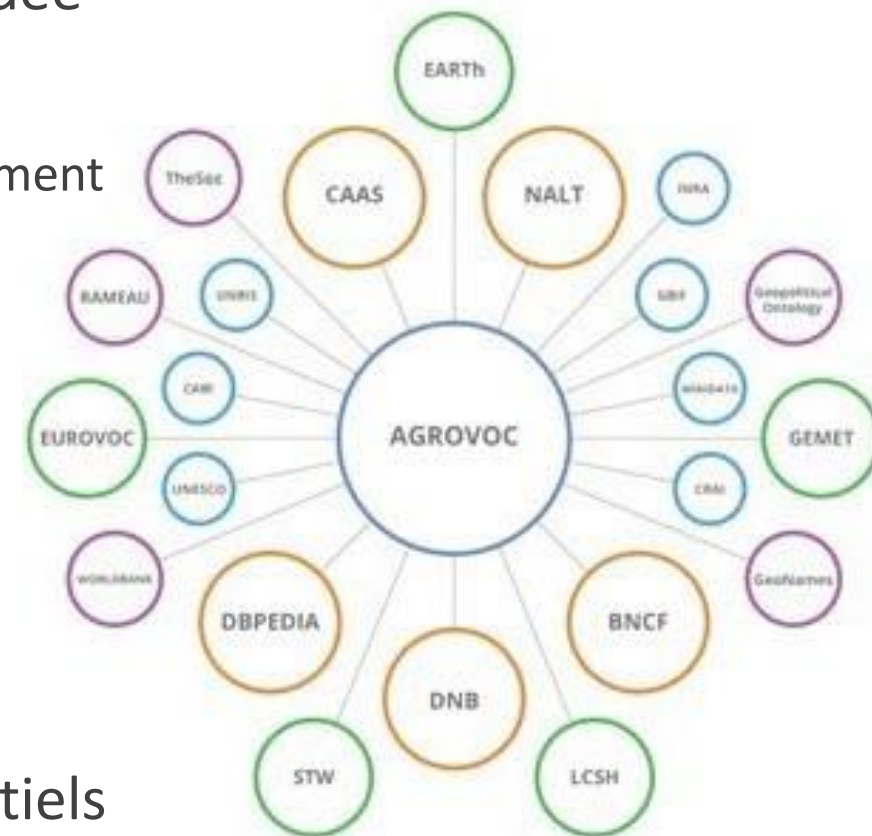 dée
EARTh
ment
TheSoz
CAAS
NALT
INRA
RAMEAU
UNBIS
GBIF
Geopolitical
Ontology
CABI
WIKIDATA
EUROVOC
AGROVOC
GEMET
UNESCO
WORLDBANK
GeoNames
DBPEDIA
BNCF
DNB
STW
LCSH
tiels